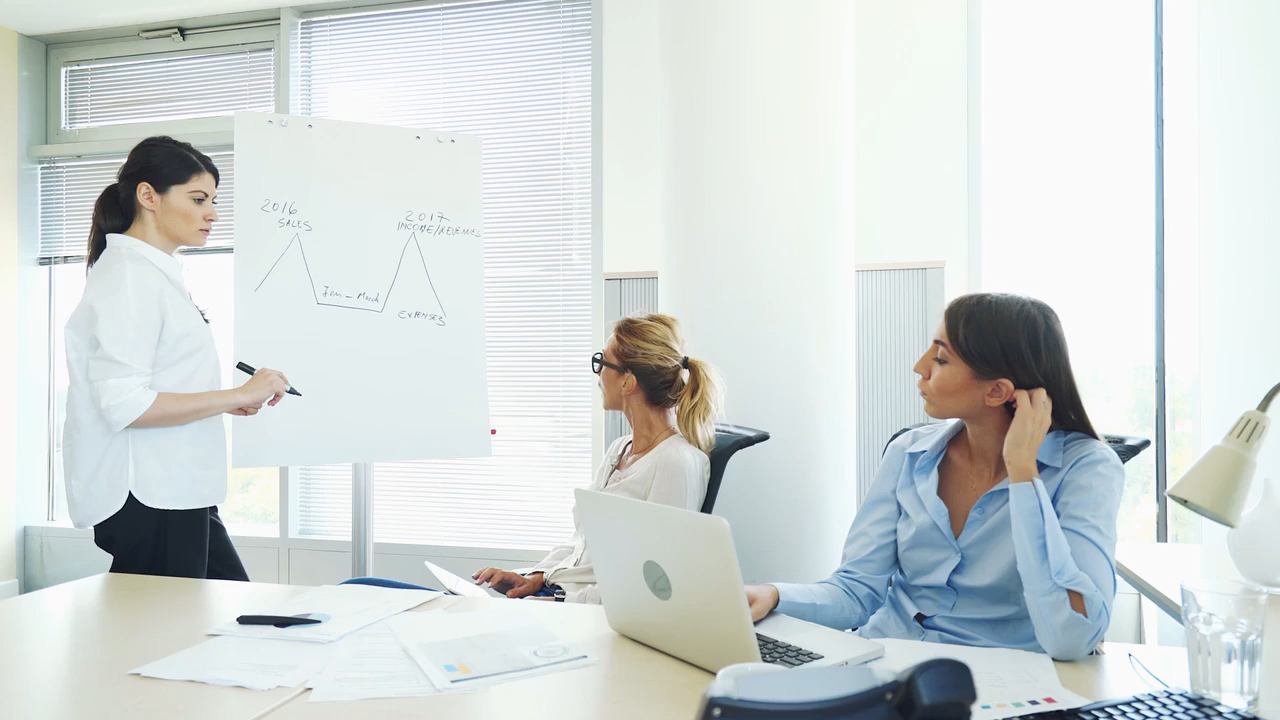 2016
SALES
2017
INCOME/REVENUES
Jan - March
EXPENSES